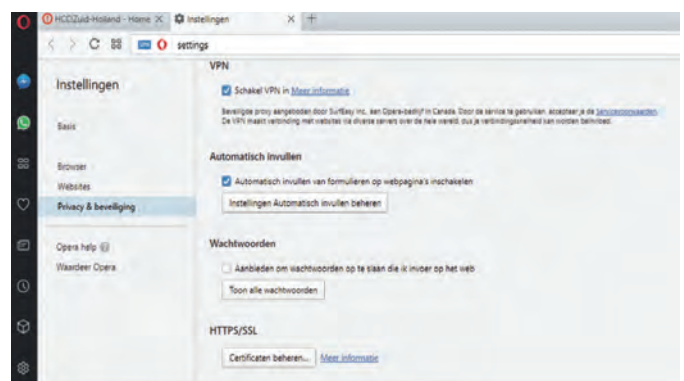 HCC!Zuid-Holland - Home
Instellingen
VPN
settings
Instellingen
Basis
Browser
Websites
Privacy & beveiliging
Opera help
Waardeer Opera
VPN
Schakel VPN in Meer informatie
Beveiligde proxy aangeboden door SurfEasy Inc., een Opera-bedrijf in Canada. Door de service te gebruiken, accepteer je de Servicevoorwaarden.
De VPN maakt verbinding met websites via diverse servers over de hele wereld, dus je verbindingssnelheid kan worden beïnvloed.
Automatisch invullen
Automatisch invullen van formulieren op webpagina's inschakelen
Instellingen Automatisch invullen beheren
Wachtwoorden
Aanbieden om wachtwoorden op te slaan die ik invoer op het web
Toon alle wachtwoorden
HTTPS/SSL
Certificaten beheren... Meer informatie